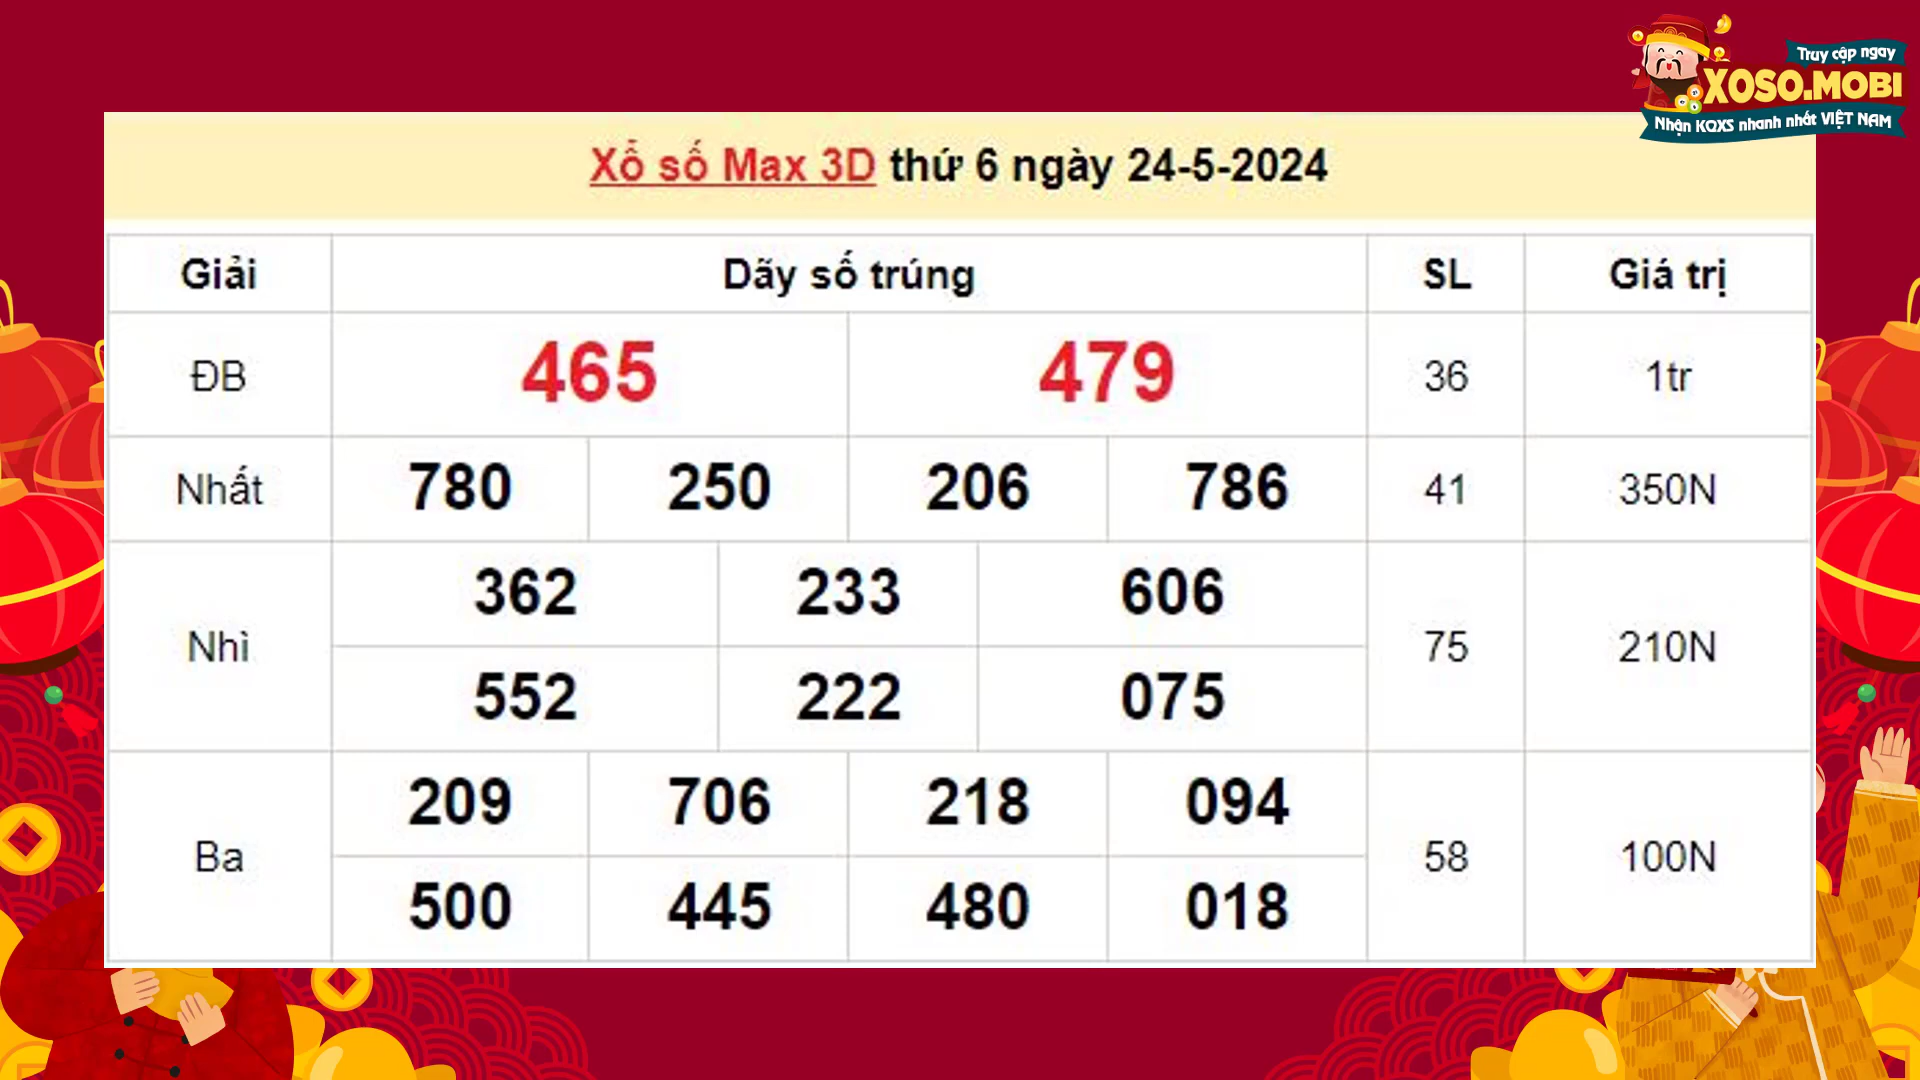 Truy cập ngay
XOSO.MOBI
Nhận KQXS nhanh nhất VIỆT NAM
Xổ số Max 3D thứ 6 ngày 24-5-2024
Giải Dãy số trúng SL Giá trị
ĐB 465 479 36 1tr
Nhất 780 250 206 786 41 350N
362 233 606
Nhì 75 210N
552 222 075
209 706 218 094
Ba 58 100N
500 445 480 018